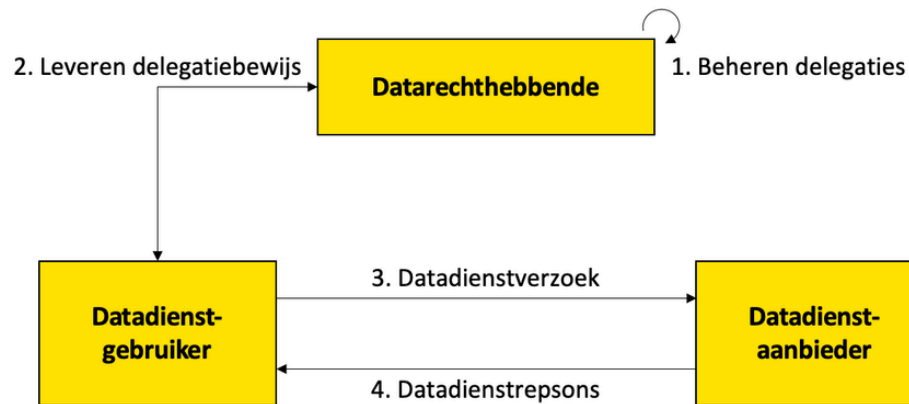 2. Leveren delegatiebewijs
Datarechthebbende
1. Beheren delegaties
3. Datadienstverzoek
Datadienst-
gebruiker
Datadienst-
aanbieder
4. Datadienstrepsons